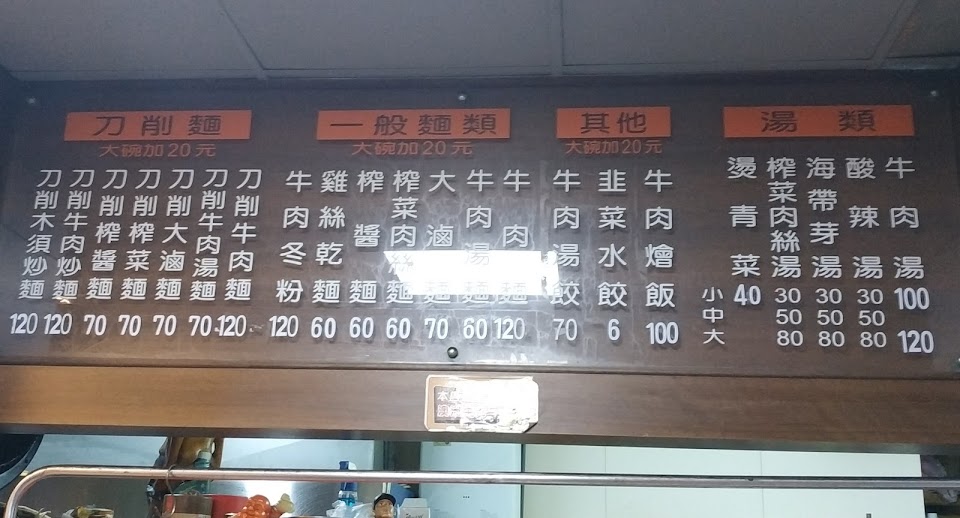 刀削麵
大碗加20元
刀削木須炒麵 120
刀削牛肉炒麵 120
刀削榨醬麵 70
刀削榨菜麵 70
刀削大滷麵 70
刀削牛肉湯麵 70
刀削牛肉麵 120
一般麵類
大碗加20元
牛肉冬粉 120
雞絲乾麵 60
榨醬麵 60
榨菜肉絲麵 60
大滷麵 70
牛肉湯麵 60
牛肉麵 120
其他
大碗加20元
牛肉湯餃 70
韭菜水餃 6
牛肉燴飯 100
湯類
小中大
燙青菜 40
榨菜肉絲湯 30 50 80
海帶芽湯 30 50 80
酸辣湯 30 50 80
牛肉湯 100 120